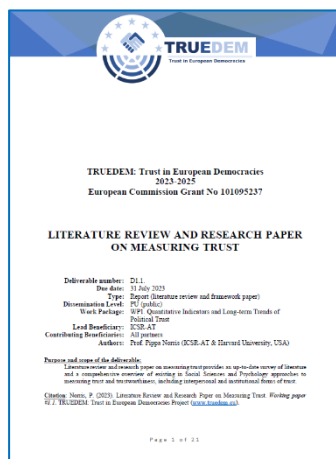 TRUEDEM
Trust in European Democracies
TRUEDEM: Trust in European Democracies
2023-2025
European Commission Grant No 101095237
LITERATURE REVIEW AND RESEARCH PAPER
ON MEASURING TRUST
Deliverable number: D1.1.
Due date: 31 July 2023
Type: Report (literature review and framework paper)
Dissemination Level: PU (public)
Work Package: WP1. Quantitative Indicators and Long-term Trends of
Political Trust
Lead Beneficiary: ICSR-AT
Contributing Beneficiaries: All partners
Authors: Prof. Pippa Norris (ICSR-AT & Harvard University, USA)
Purpose and scope of the deliverable:
Literature review and research paper on measuring trust provides an up-to-date survey of literature
and a comprehensive overview of existing in Social Sciences and Psychology approaches to
measuring trust and trustworthiness, including interpersonal and institutional forms of trust.
Citation: Norris, P. (2023). Literature Review and Research Paper on Measuring Trust. Working paper
#1.1. TRUEDEM: Trust in European Democracies Project (www.truedem.eu).
Page 1 of 21